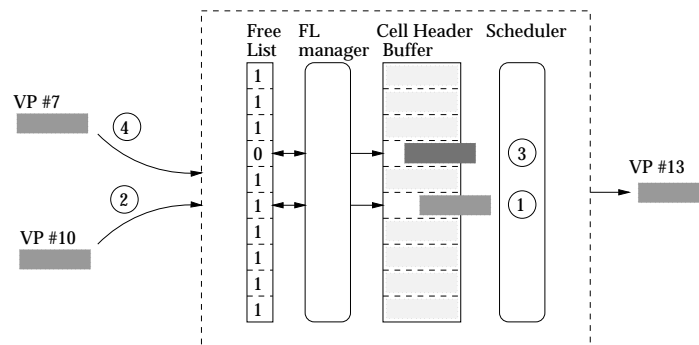 Free List
FL manager
Cell Header Buffer
Scheduler
VP #7
4
2
VP #10
1
1
1
0
1
1
1
1
1
1
3
1
VP #13